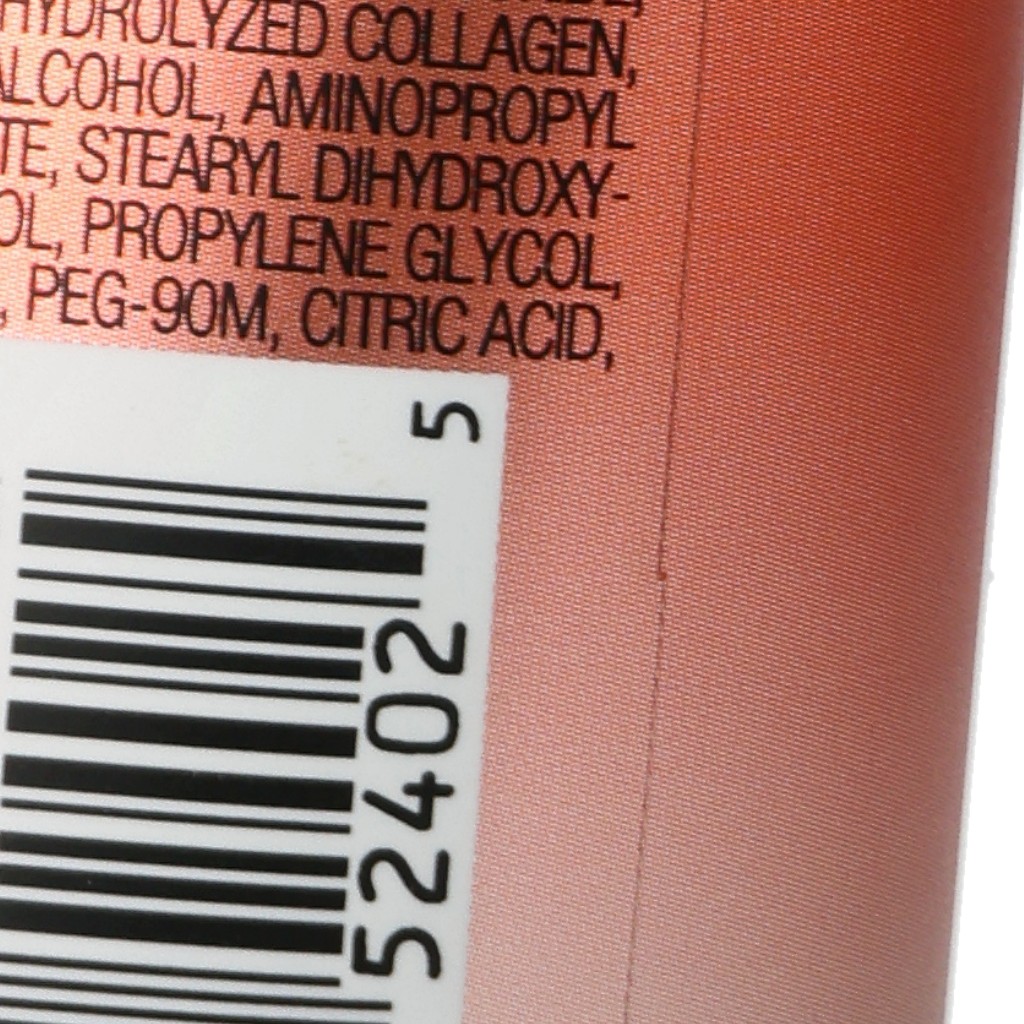 HYDROLYZED COLLAGEN,
ALCOHOL, AMINOPROPYL
TE, STEARYL DIHYDROXY-
OL, PROPYLENE GLYCOL,
, PEG-90M, CITRIC ACID,
5
52402